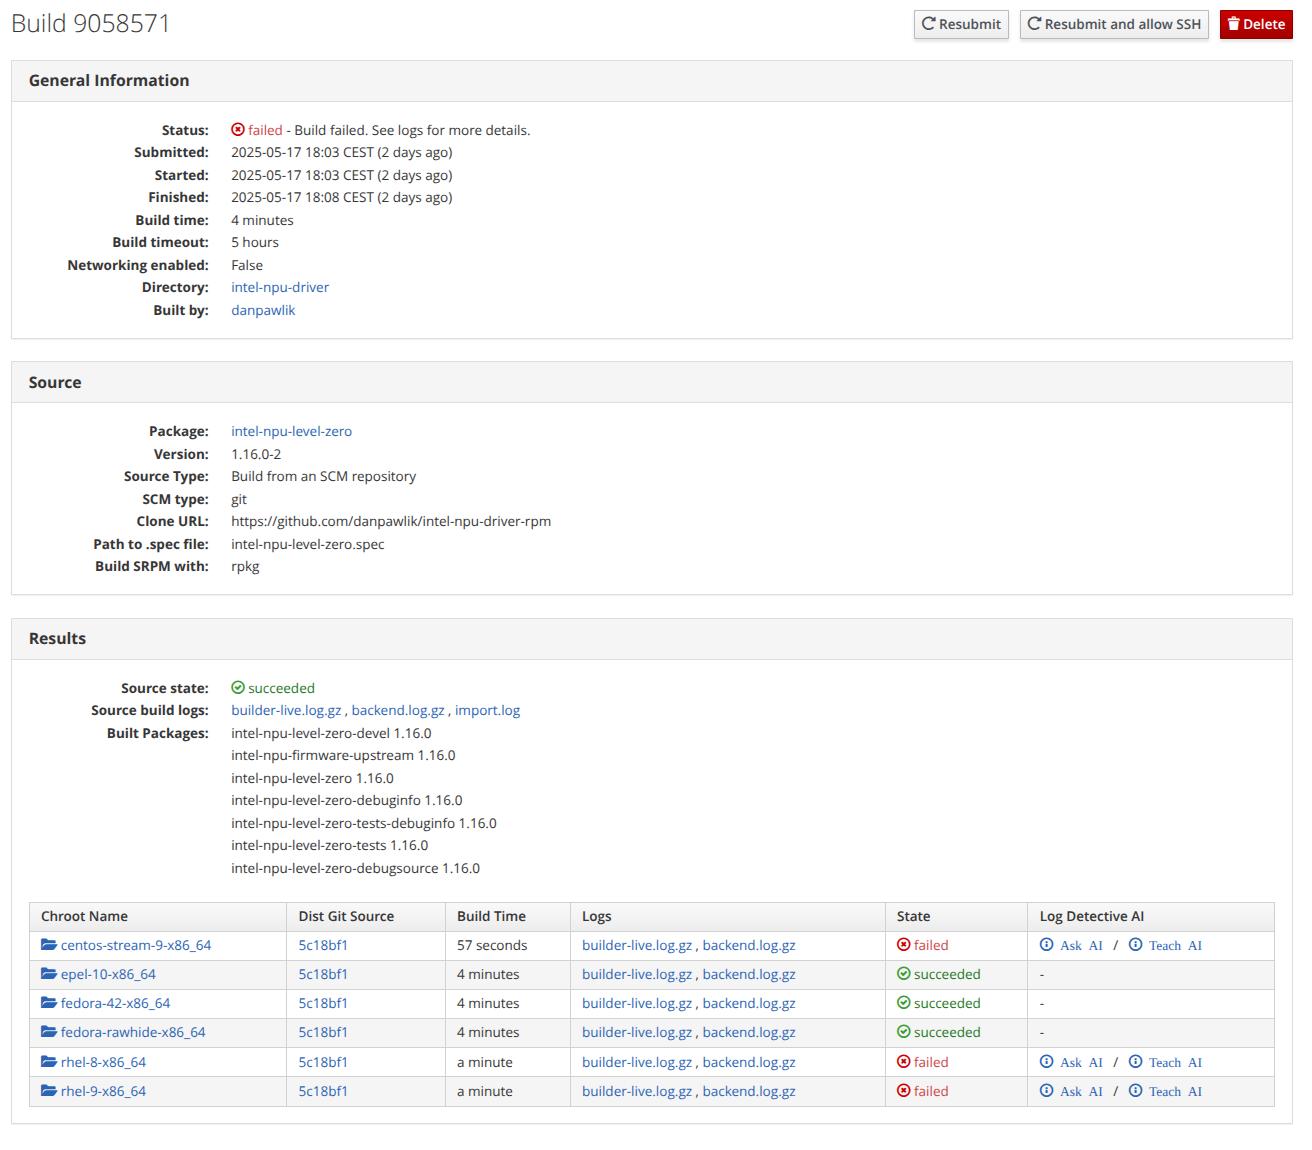 Build 9058571
Resubmit
Resubmit and allow SSH
Delete
General Information
Status: failed - Build failed. See logs for more details.
Submitted: 2025-05-17 18:03 CEST (2 days ago)
Started: 2025-05-17 18:03 CEST (2 days ago)
Finished: 2025-05-17 18:08 CEST (2 days ago)
Build time: 4 minutes
Build timeout: 5 hours
Networking enabled: False
Directory: intel-npu-driver
Built by: danpawlik
Source
Package: intel-npu-level-zero
Version: 1.16.0-2
Source Type: Build from an SCM repository
SCM type: git
Clone URL: https://github.com/danpawlik/intel-npu-driver-rpm
Path to .spec file: intel-npu-level-zero.spec
Build SRPM with: rpkg
Results
Source state: succeeded
Source build logs: builder-live.log.gz , backend.log.gz , import.log
Built Packages: intel-npu-level-zero-devel 1.16.0
intel-npu-firmware-upstream 1.16.0
intel-npu-level-zero 1.16.0
intel-npu-level-zero-debuginfo 1.16.0
intel-npu-level-zero-tests-debuginfo 1.16.0
intel-npu-level-zero-tests 1.16.0
intel-npu-level-zero-debugsource 1.16.0
Chroot Name Dist Git Source Build Time Logs State Log Detective AI
centos-stream-9-x86_64 5c18bf1 57 seconds builder-live.log.gz , backend.log.gz failed Ask AI / Teach AI
epel-10-x86_64 5c18bf1 4 minutes builder-live.log.gz , backend.log.gz succeeded -
fedora-42-x86_64 5c18bf1 4 minutes builder-live.log.gz , backend.log.gz succeeded -
fedora-rawhide-x86_64 5c18bf1 4 minutes builder-live.log.gz , backend.log.gz succeeded -
rhel-8-x86_64 5c18bf1 a minute builder-live.log.gz , backend.log.gz failed Ask AI / Teach AI
rhel-9-x86_64 5c18bf1 a minute builder-live.log.gz , backend.log.gz failed Ask AI / Teach AI